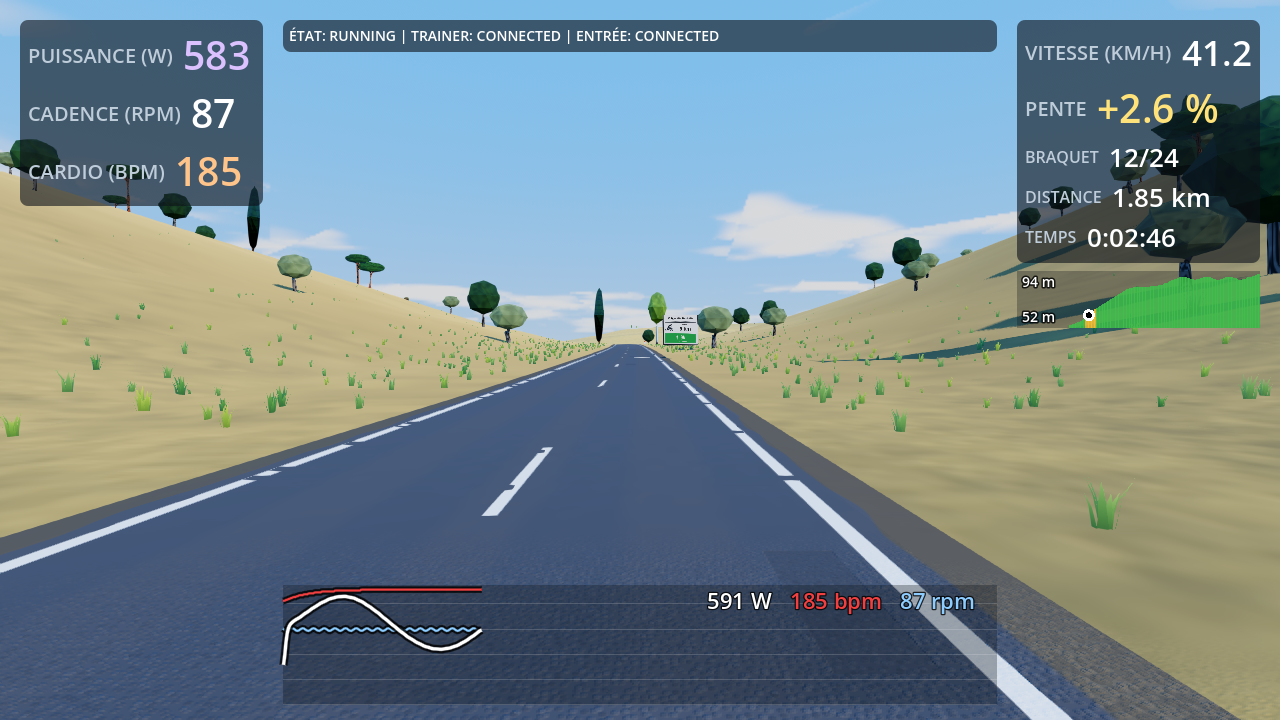 PUISSANCE (W) 583
CADENCE (RPM) 87
CARDIO (BPM) 185
ÉTAT: RUNNING | TRAINER: CONNECTED | ENTRÉE: CONNECTED
VITESSE (KM/H) 41.2
PENTE +2.6 %
BRAQUET 12/24
DISTANCE 1.85 km
TEMPS 0:02:46
94 m
52 m
591 W 185 bpm 87 rpm